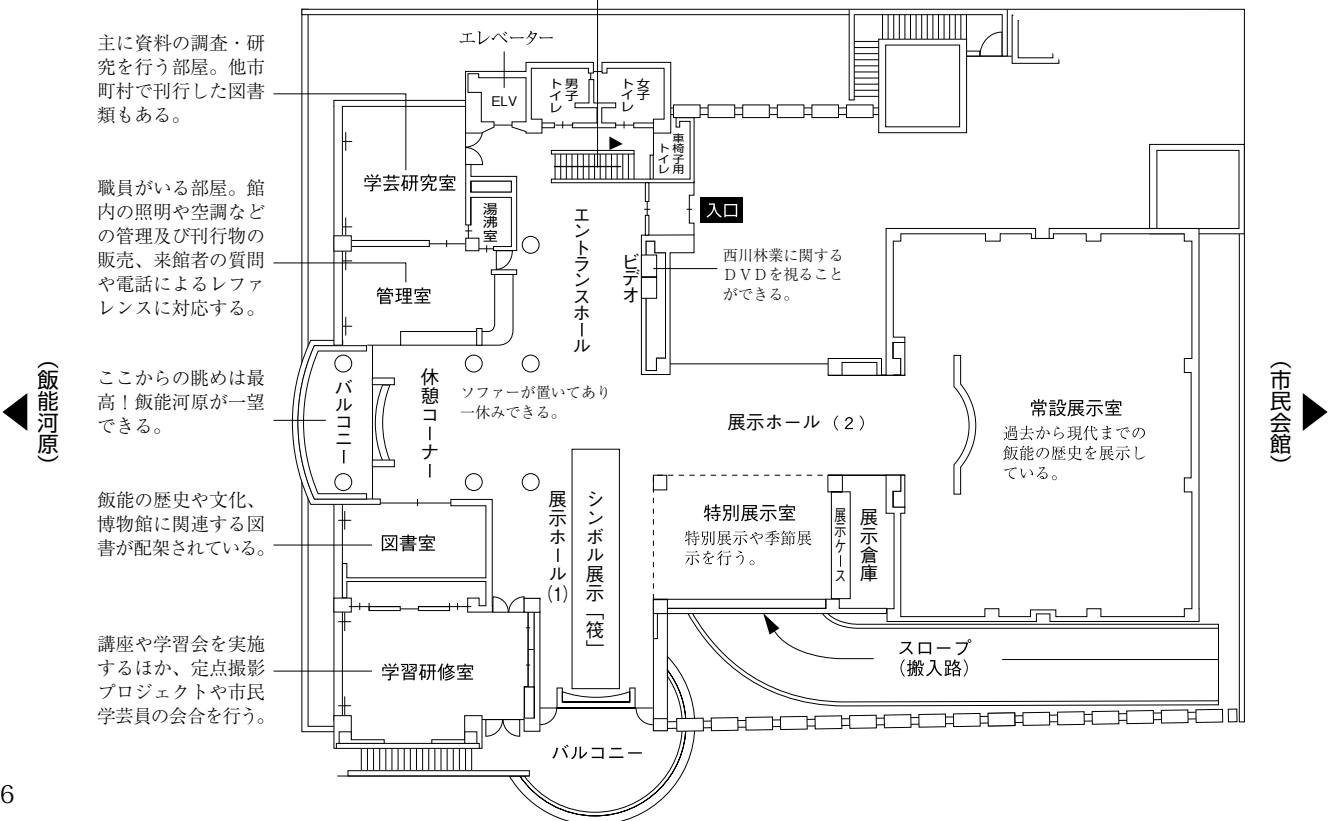 主に資料の調査・研
究を行う部屋。他市
町村で刊行した図書
類もある。
職員がいる部屋。館
内の照明や空調など
の管理及び刊行物の
販売、来館者の質問
や電話によるレファ
レンスに対応する。
ここからの眺めは最
高！飯能河原が一望
できる。
飯能の歴史や文化、
博物館に関連する図
書が配架されている。
講座や学習会を実施
するほか、定点撮影
プロジェクトや市民
学芸員の会合を行う。
（飯能河原）
エレベーター
ELV
男子
トイレ
女子
トイレ
車椅子用
トイレ
学芸研究室
湯沸室
管理室
エントランスホール
入口
ビデオ
西川林業に関する
ＤＶＤを視ること
ができる。
バルコニー
休憩コーナー
ソファーが置いてあり
一休みできる。
展示ホール（2）
常設展示室
過去から現代までの
飯能の歴史を展示し
ている。
（市民会館）
図書室
展示ホール(1)
シンボル展示「筏」
特別展示室
特別展示や季節展
示を行う。
展示ケース
展示倉庫
学習研修室
スロープ
（搬入路）
バルコニー
6